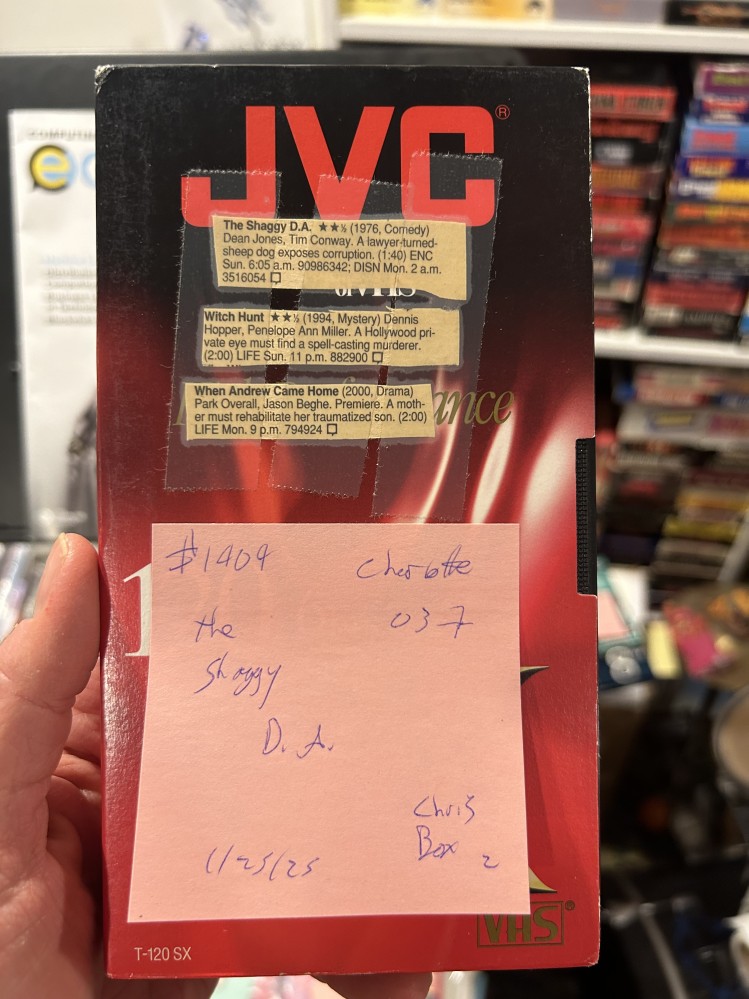 COMPUTING
JVC®
The Shaggy D.A. ★★½ (1976, Comedy)
Dean Jones, Tim Conway. A lawyer-turned-
sheep dog exposes corruption. (1:40) ENC
Sun. 6:05 a.m. 90986342; DISN Mon. 2 a.m.
3516054
VHS
Witch Hunt ★★½ (1994, Mystery) Dennis
Hopper, Penelope Ann Miller. A Hollywood pri-
vate eye must find a spell-casting murderer.
(2:00) LIFE Sun. 11 p.m. 882900
When Andrew Came Home (2000, Drama)
Park Overall, Jason Beghe. Premiere. A moth-
er must rehabilitate her traumatized son. (2:00)
LIFE Mon. 9 p.m. 794924
ance
#1409 Charlotte
the 037
Shaggy
D.A.
Chris
Box 2
1/25/25
VHS®
T-120 SX